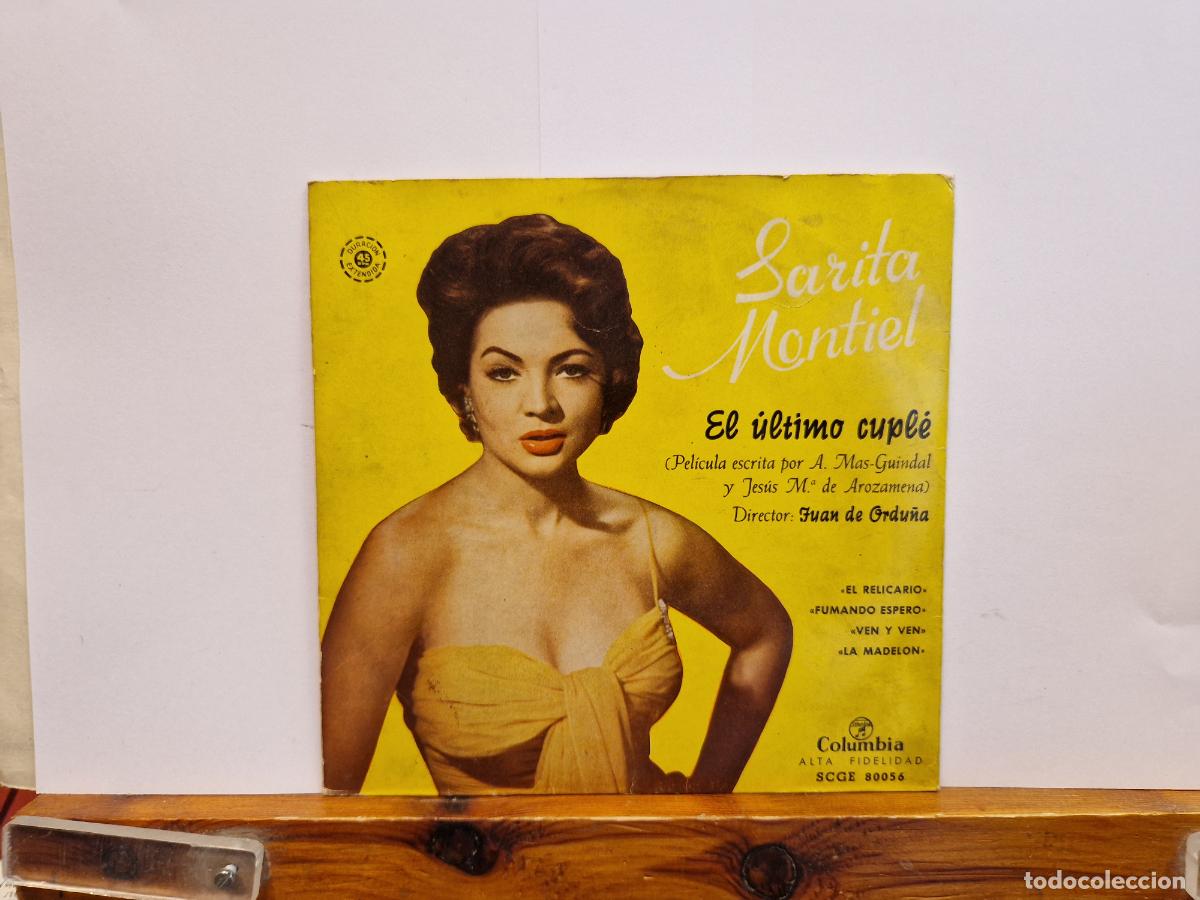 DURACIÓN
45
EXTENDIDA
Sarita
Montiel
El último cuplé
(Película escrita por A. Mas-Guindal
y Jesús M.ª de Arozamena)
Director: Juan de Orduña
«EL RELICARIO»
«FUMANDO ESPERO»
«VEN Y VEN»
«LA MADELON»
Columbia
ALTA FIDELIDAD
SCGE 80056
todocoleccion